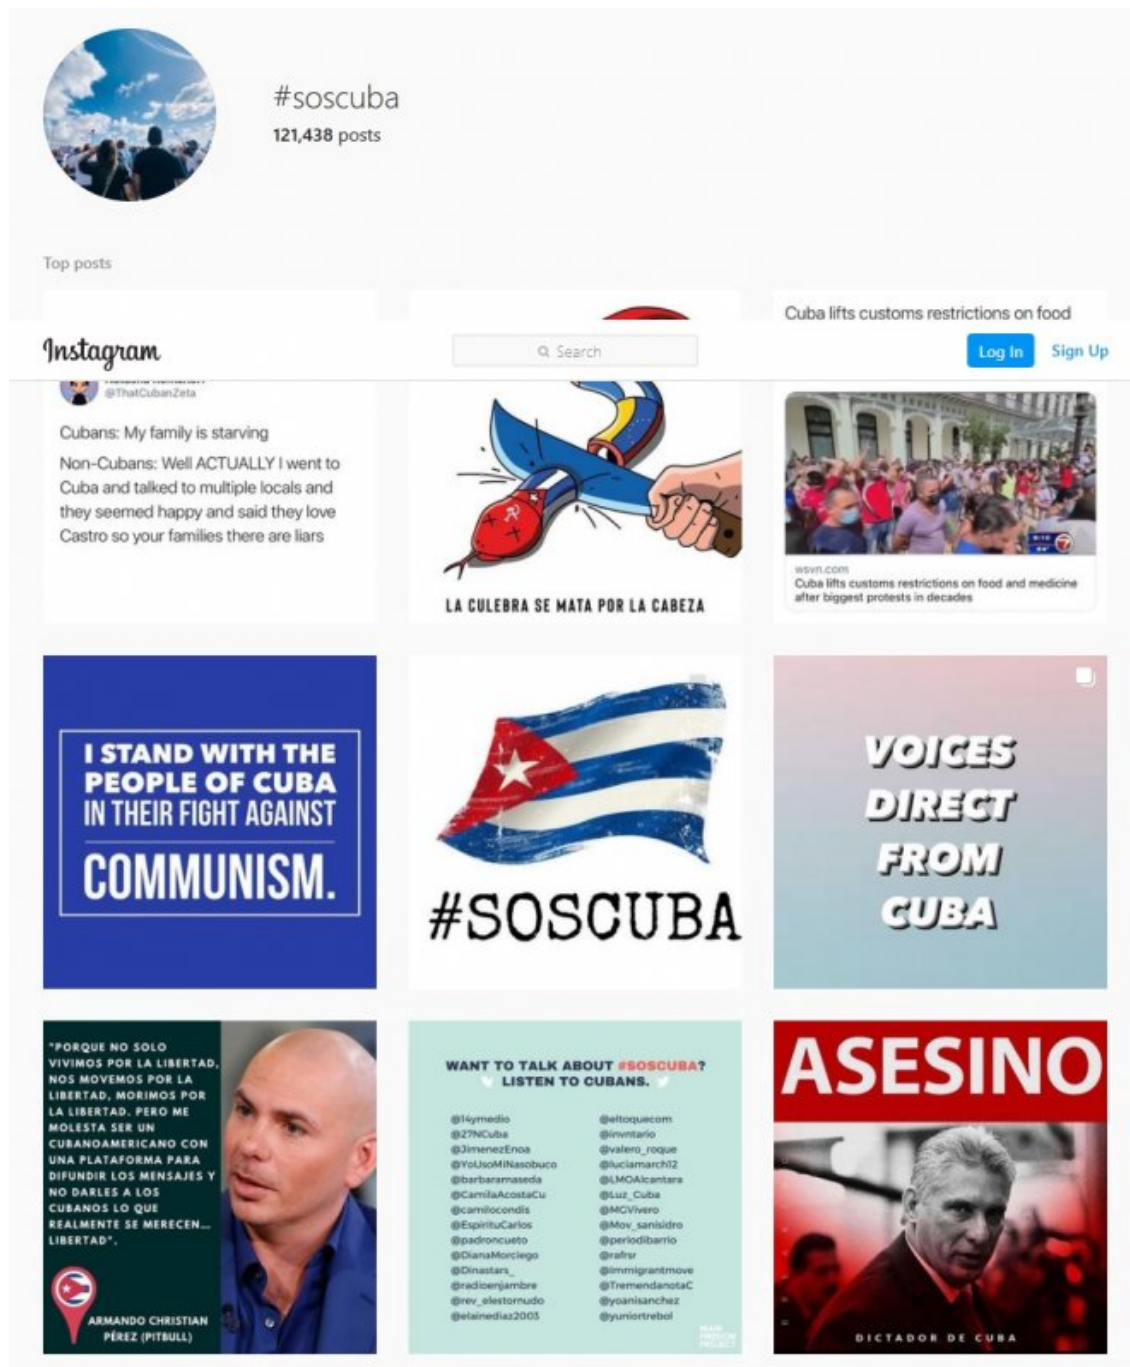 #soscuba
121,438 posts
Top posts
Cuba lifts customs restrictions on food
Instagram
Search
Log In
Sign Up
@ThatCubanZeta
Cubans: My family is starving
Non-Cubans: Well ACTUALLY I went to
Cuba and talked to multiple locals and
they seemed happy and said they love
Castro so your families there are liars
LA CULEBRA SE MATA POR LA CABEZA
wsvn.com
Cuba lifts customs restrictions on food and medicine
after biggest protests in decades
I STAND WITH THE
PEOPLE OF CUBA
IN THEIR FIGHT AGAINST
COMMUNISM.
#SOSCUBA
VOICES
DIRECT
FROM
CUBA
"PORQUE NO SOLO
VIVIMOS POR LA LIBERTAD,
NOS MOVEMOS POR LA
LIBERTAD, MORIMOS POR
LA LIBERTAD. PERO ME
MOLESTA SER UN
CUBANOAMERICANO CON
UNA PLATAFORMA PARA
DIFUNDIR LOS MENSAJES Y
NO DARLES A LOS
CUBANOS LO QUE
REALMENTE SE MERECEN...
LIBERTAD".
ARMANDO CHRISTIAN
PÉREZ (PITBULL)
WANT TO TALK ABOUT #SOSCUBA?
LISTEN TO CUBANS.
@14ymedio
@27NCuba
@JimenezEnoa
@YoUsoMiNasobuco
@barbaramaseda
@CamilaAcostaCu
@camilocondis
@EspirituCarlos
@padroncueto
@DianaMorciego
@Dinastars_
@radioenjambre
@rev_elestornudo
@elainediaz2003
@eltoquecom
@invntario
@valero_roque
@luciamarch12
@LMOAlcantara
@Luz_Cuba
@MGVivero
@Mov_sanisidro
@periodibarrio
@rafrsr
@immigrantmove
@TremendanotaC
@yoanisanchez
@yuniortrebol
ASESINO
DICTADOR DE CUBA